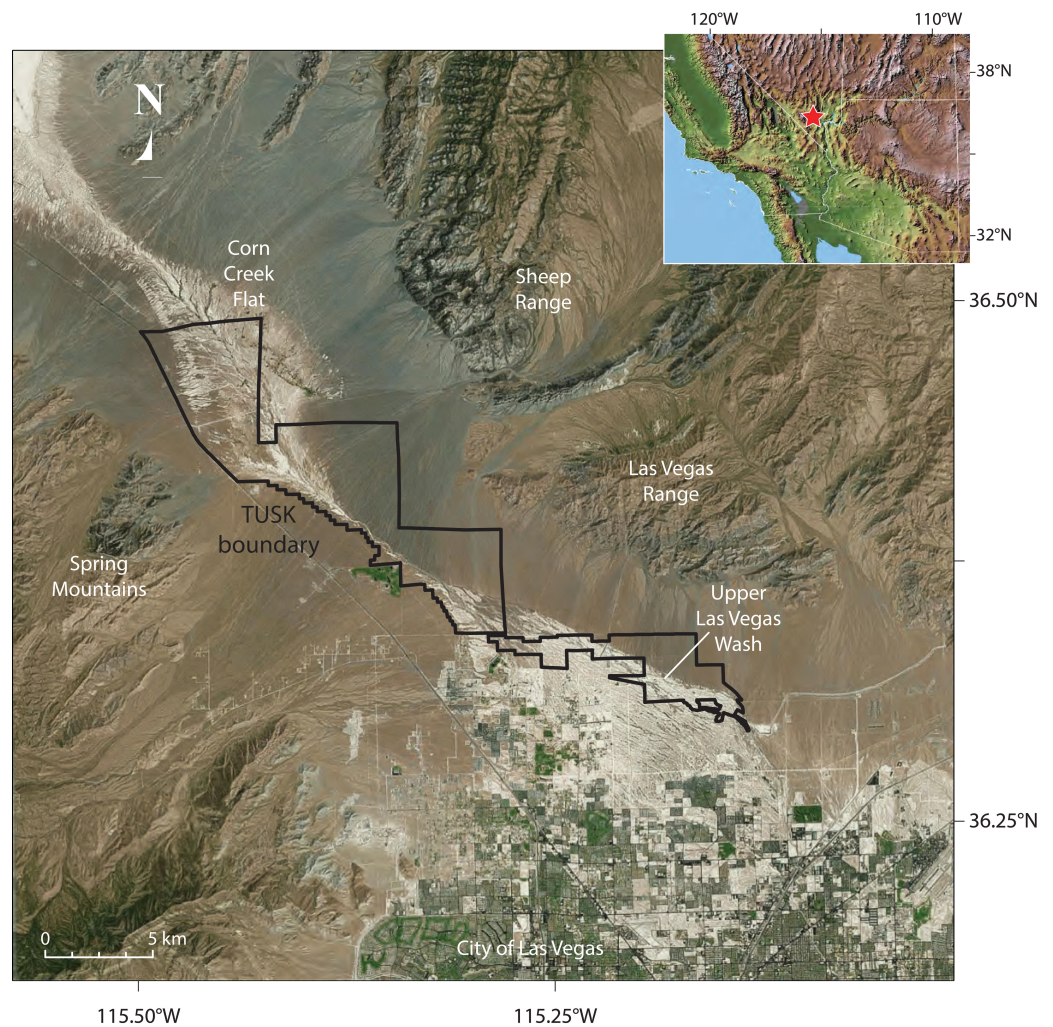 120°W
110°W
38°N
32°N
N
Corn
Creek
Flat
Sheep
Range
36.50°N
Las Vegas
Range
TUSK
boundary
Spring
Mountains
Upper
Las Vegas
Wash
36.25°N
0
5 km
City of Las Vegas
115.50°W
115.25°W